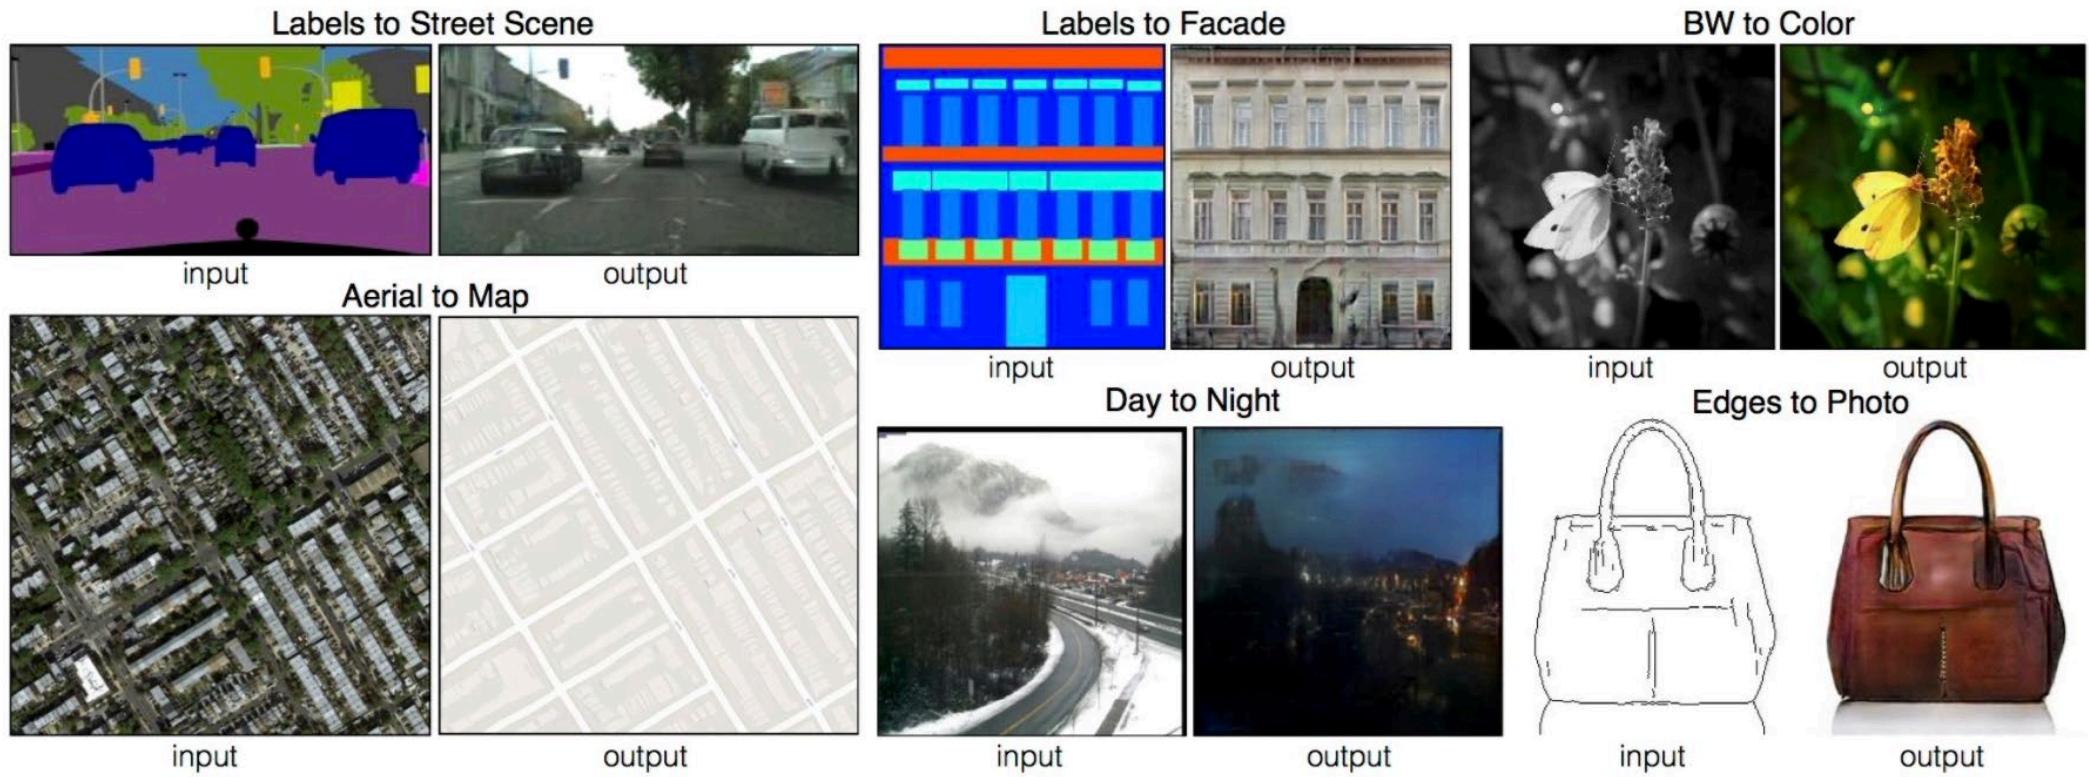 Labels to Street Scene
input
output
Aerial to Map
input
output
Labels to Facade
input
output
BW to Color
input
output
Day to Night
input
output
Edges to Photo
input
output